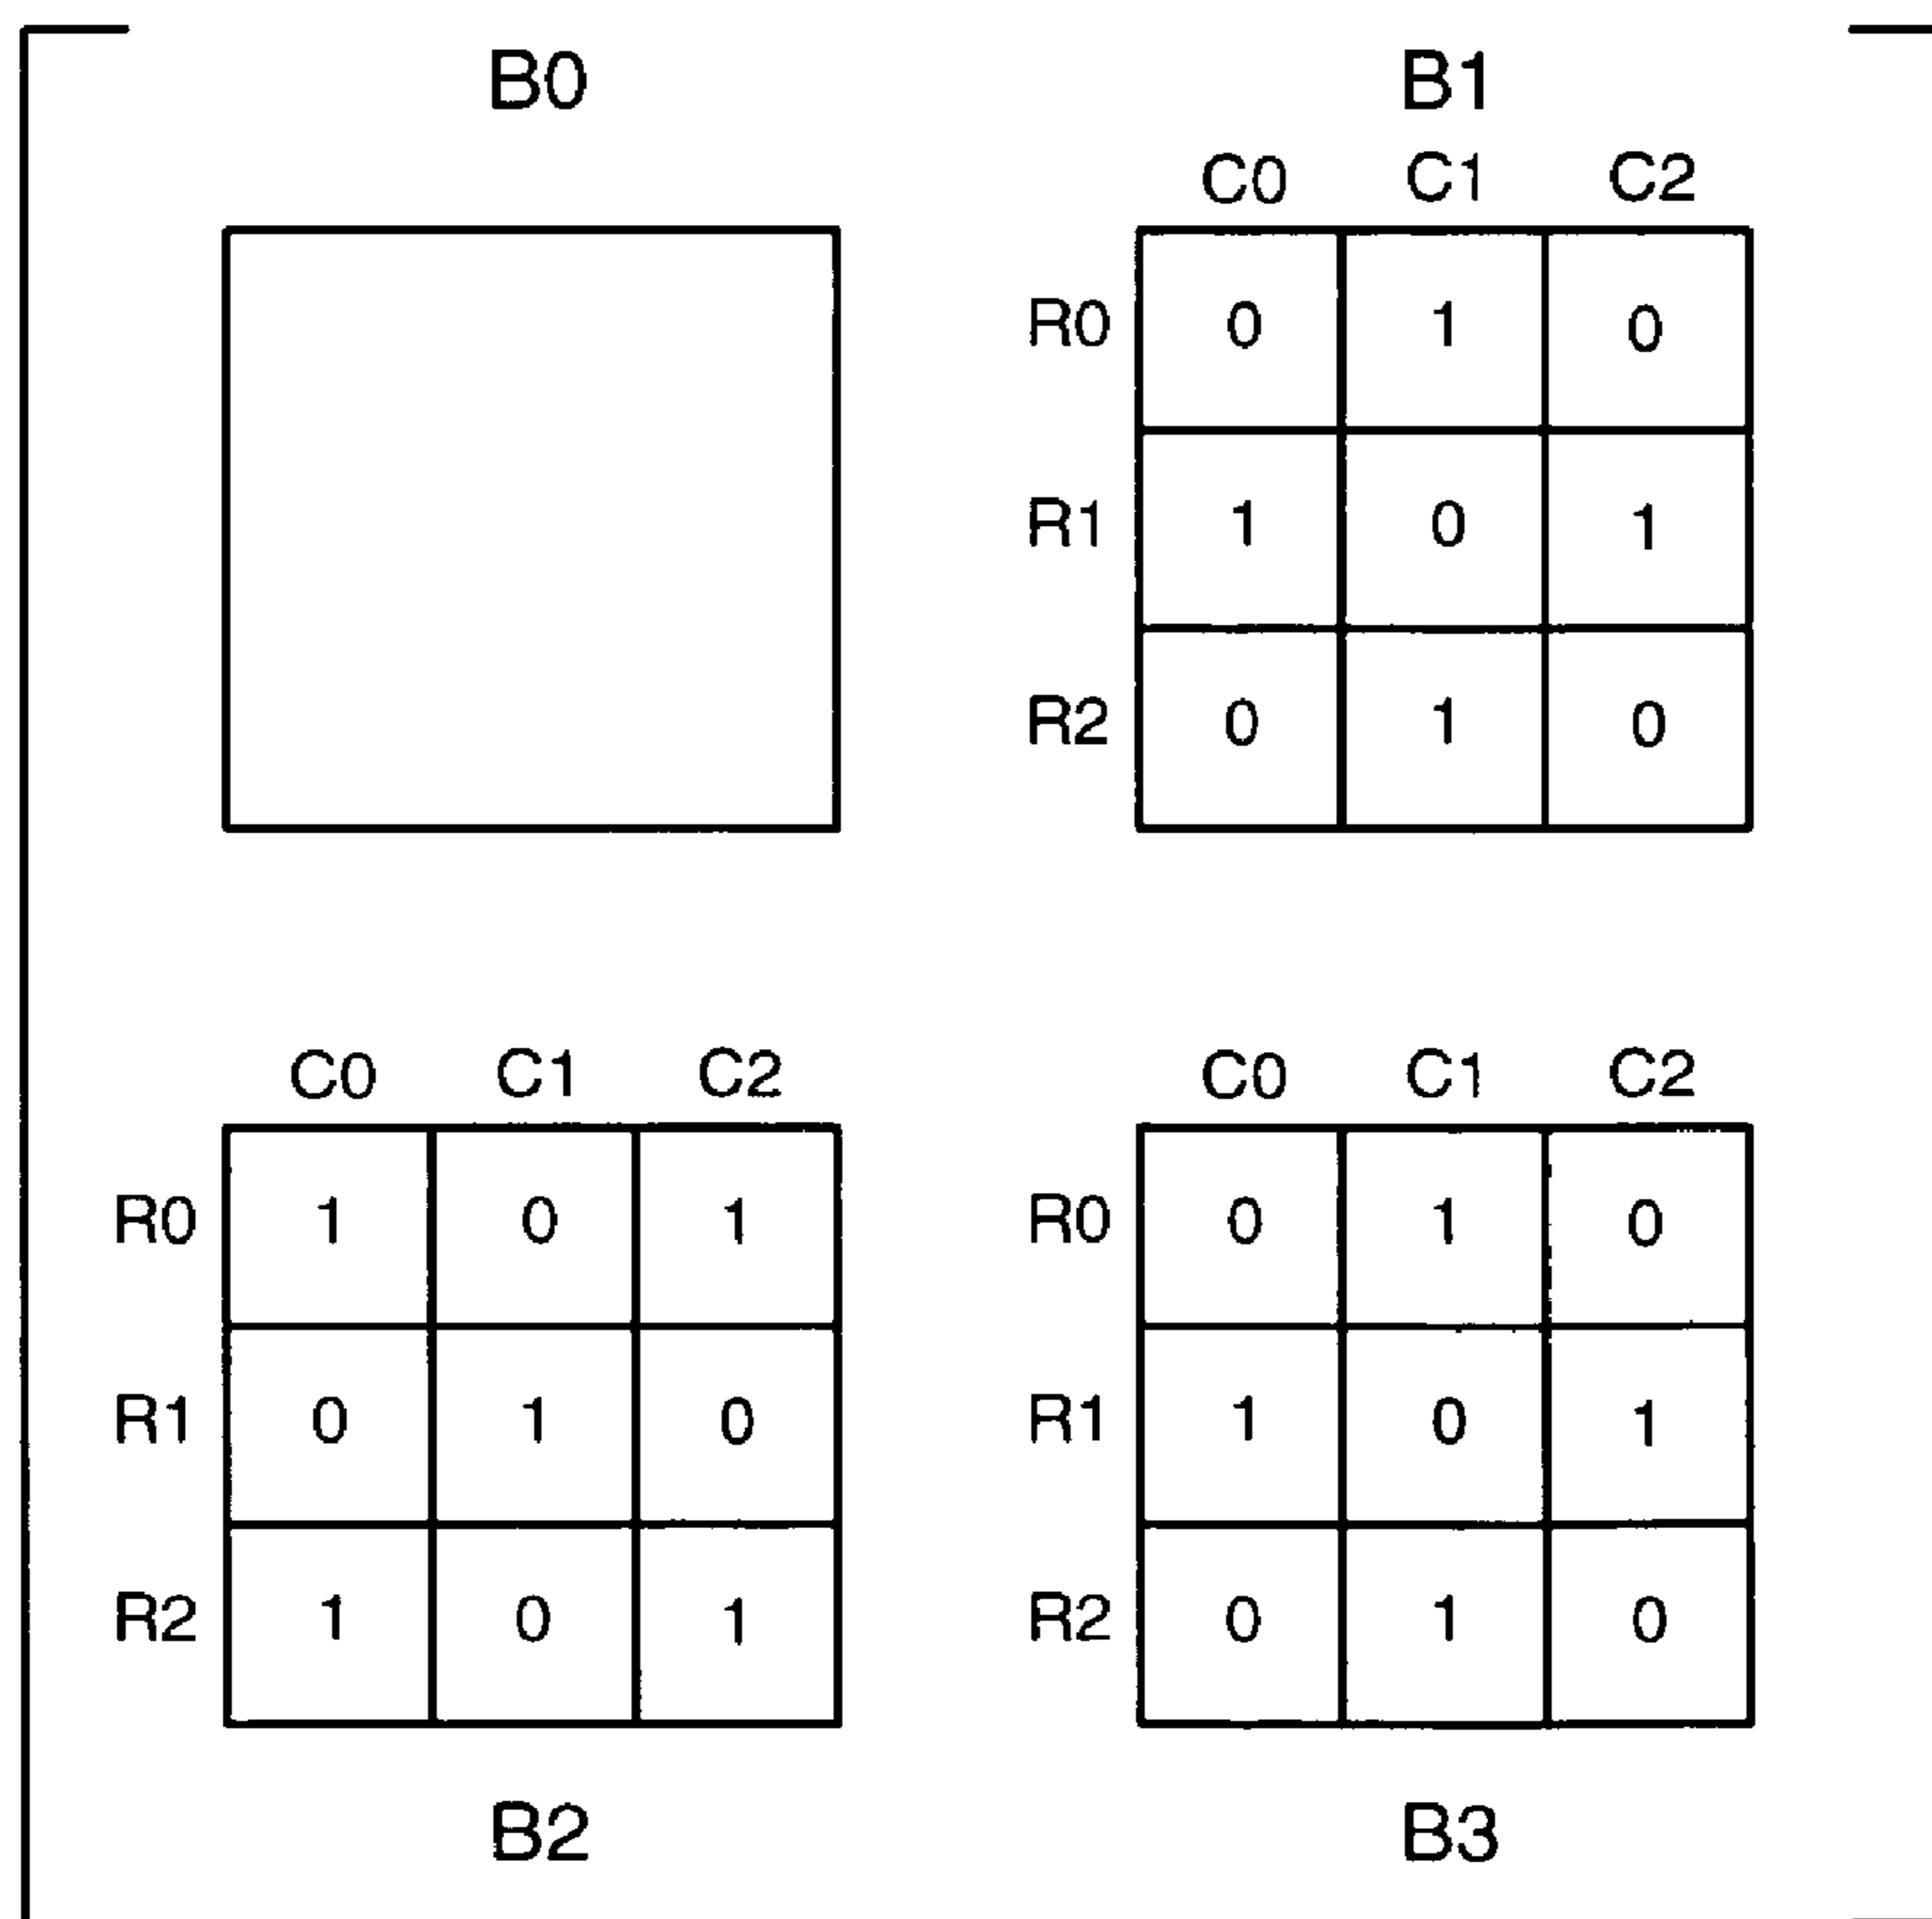 B0 B1
C0 C1 C2
R0 0 1 0
R1 1 0 1
R2 0 1 0
C0 C1 C2 C0 C1 C2
R0 1 0 1 R0 0 1 0
R1 0 1 0 R1 1 0 1
R2 1 0 1 R2 0 1 0
B2 B3